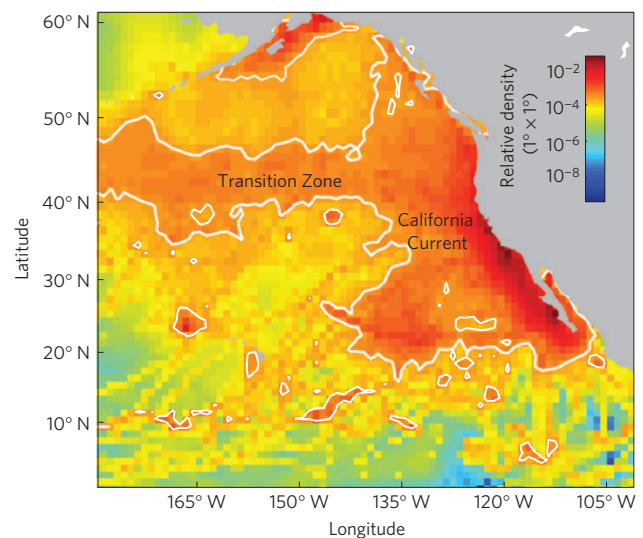 60° N
50° N
40° N
30° N
20° N
10° N
Latitude
Transition Zone
California
Current
Relative density
(1° × 1°)
10⁻²
10⁻⁴
10⁻⁶
10⁻⁸
165° W
150° W
135° W
120° W
105° W
Longitude